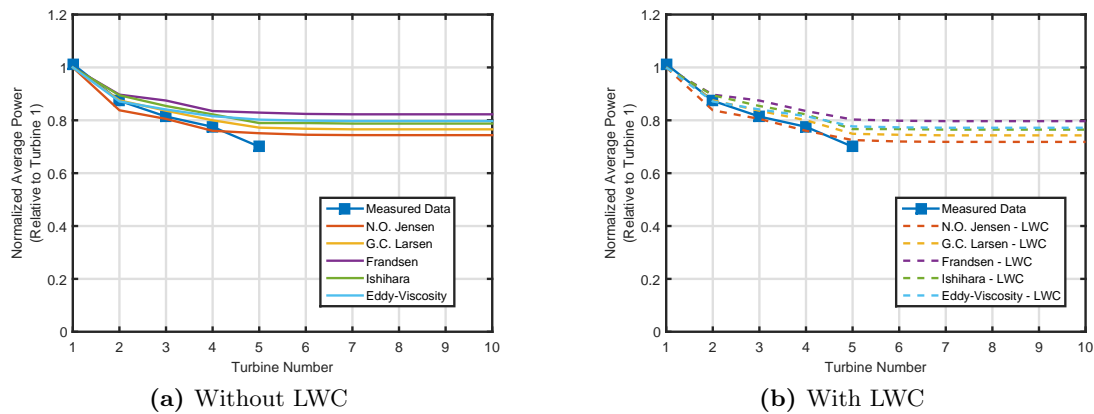 1.2
1
0.8
0.6
0.4
0.2
0
Normalized Average Power
(Relative to Turbine 1)
Measured Data
N.O. Jensen
G.C. Larsen
Frandsen
Ishihara
Eddy-Viscosity
1 2 3 4 5 6 7 8 9 10
Turbine Number
(a) Without LWC
1.2
1
0.8
0.6
0.4
0.2
0
Normalized Average Power
(Relative to Turbine 1)
Measured Data
N.O. Jensen - LWC
G.C. Larsen - LWC
Frandsen - LWC
Ishihara - LWC
Eddy-Viscosity - LWC
1 2 3 4 5 6 7 8 9 10
Turbine Number
(b) With LWC